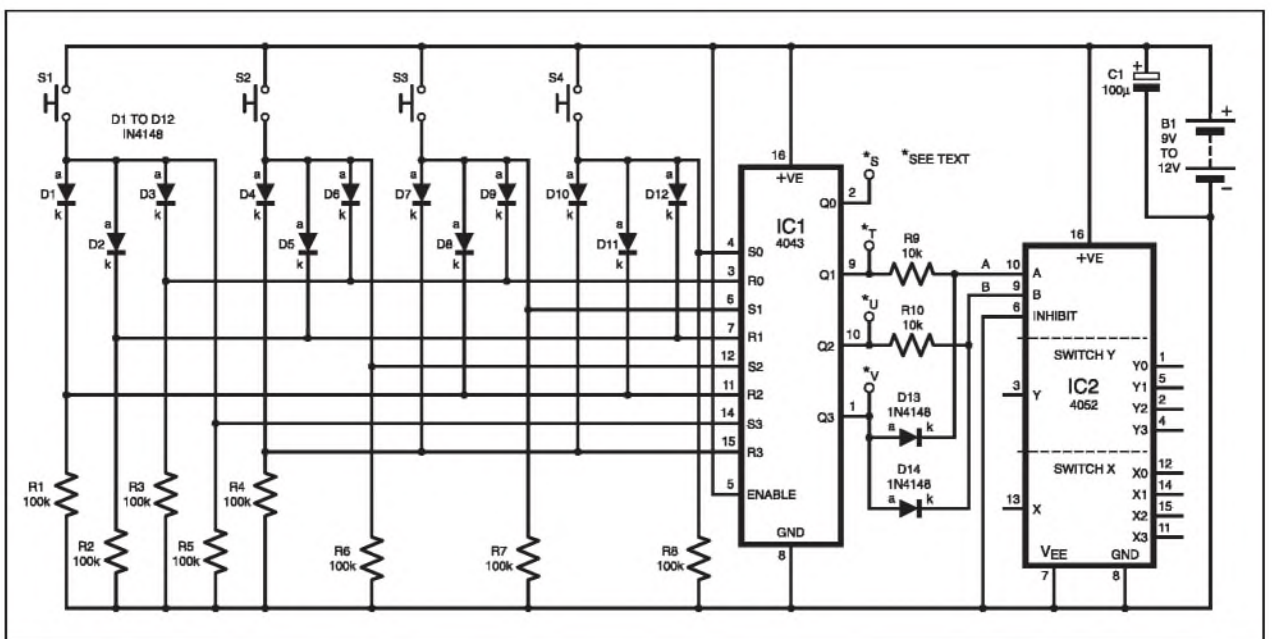 S1
S2
S3
S4
D1 TO D12
IN4148
a
D1
k
a
D2
k
a
D3
k
a
D4
k
a
D5
k
a
D6
k
a
D7
k
a
D8
k
a
D9
k
a
D10
k
a
D11
k
a
D12
k
R1
100k
R2
100k
R3
100k
R5
100k
R4
100k
R6
100k
R7
100k
R8
100k
16
+VE
IC1
4043
4
S0
3
R0
6
S1
7
R1
12
S2
11
R2
14
S3
15
R3
5
ENABLE
GND
8
Q0
2
Q1
9
Q2
10
Q3
1
*S
*SEE TEXT
*T
*U
*V
R9
10k
R10
10k
D13
1N4148
a
k
D14
1N4148
a
k
A
B
16
+VE
10
A
9
B
6
INHIBIT
SWITCH Y
IC2
4052
3
Y
Y0
1
Y1
5
Y2
2
Y3
4
SWITCH X
13
X
X0
12
X1
14
X2
15
X3
11
VEE
GND
7
8
+
C1
100µ
+
B1
9V
TO
12V
−